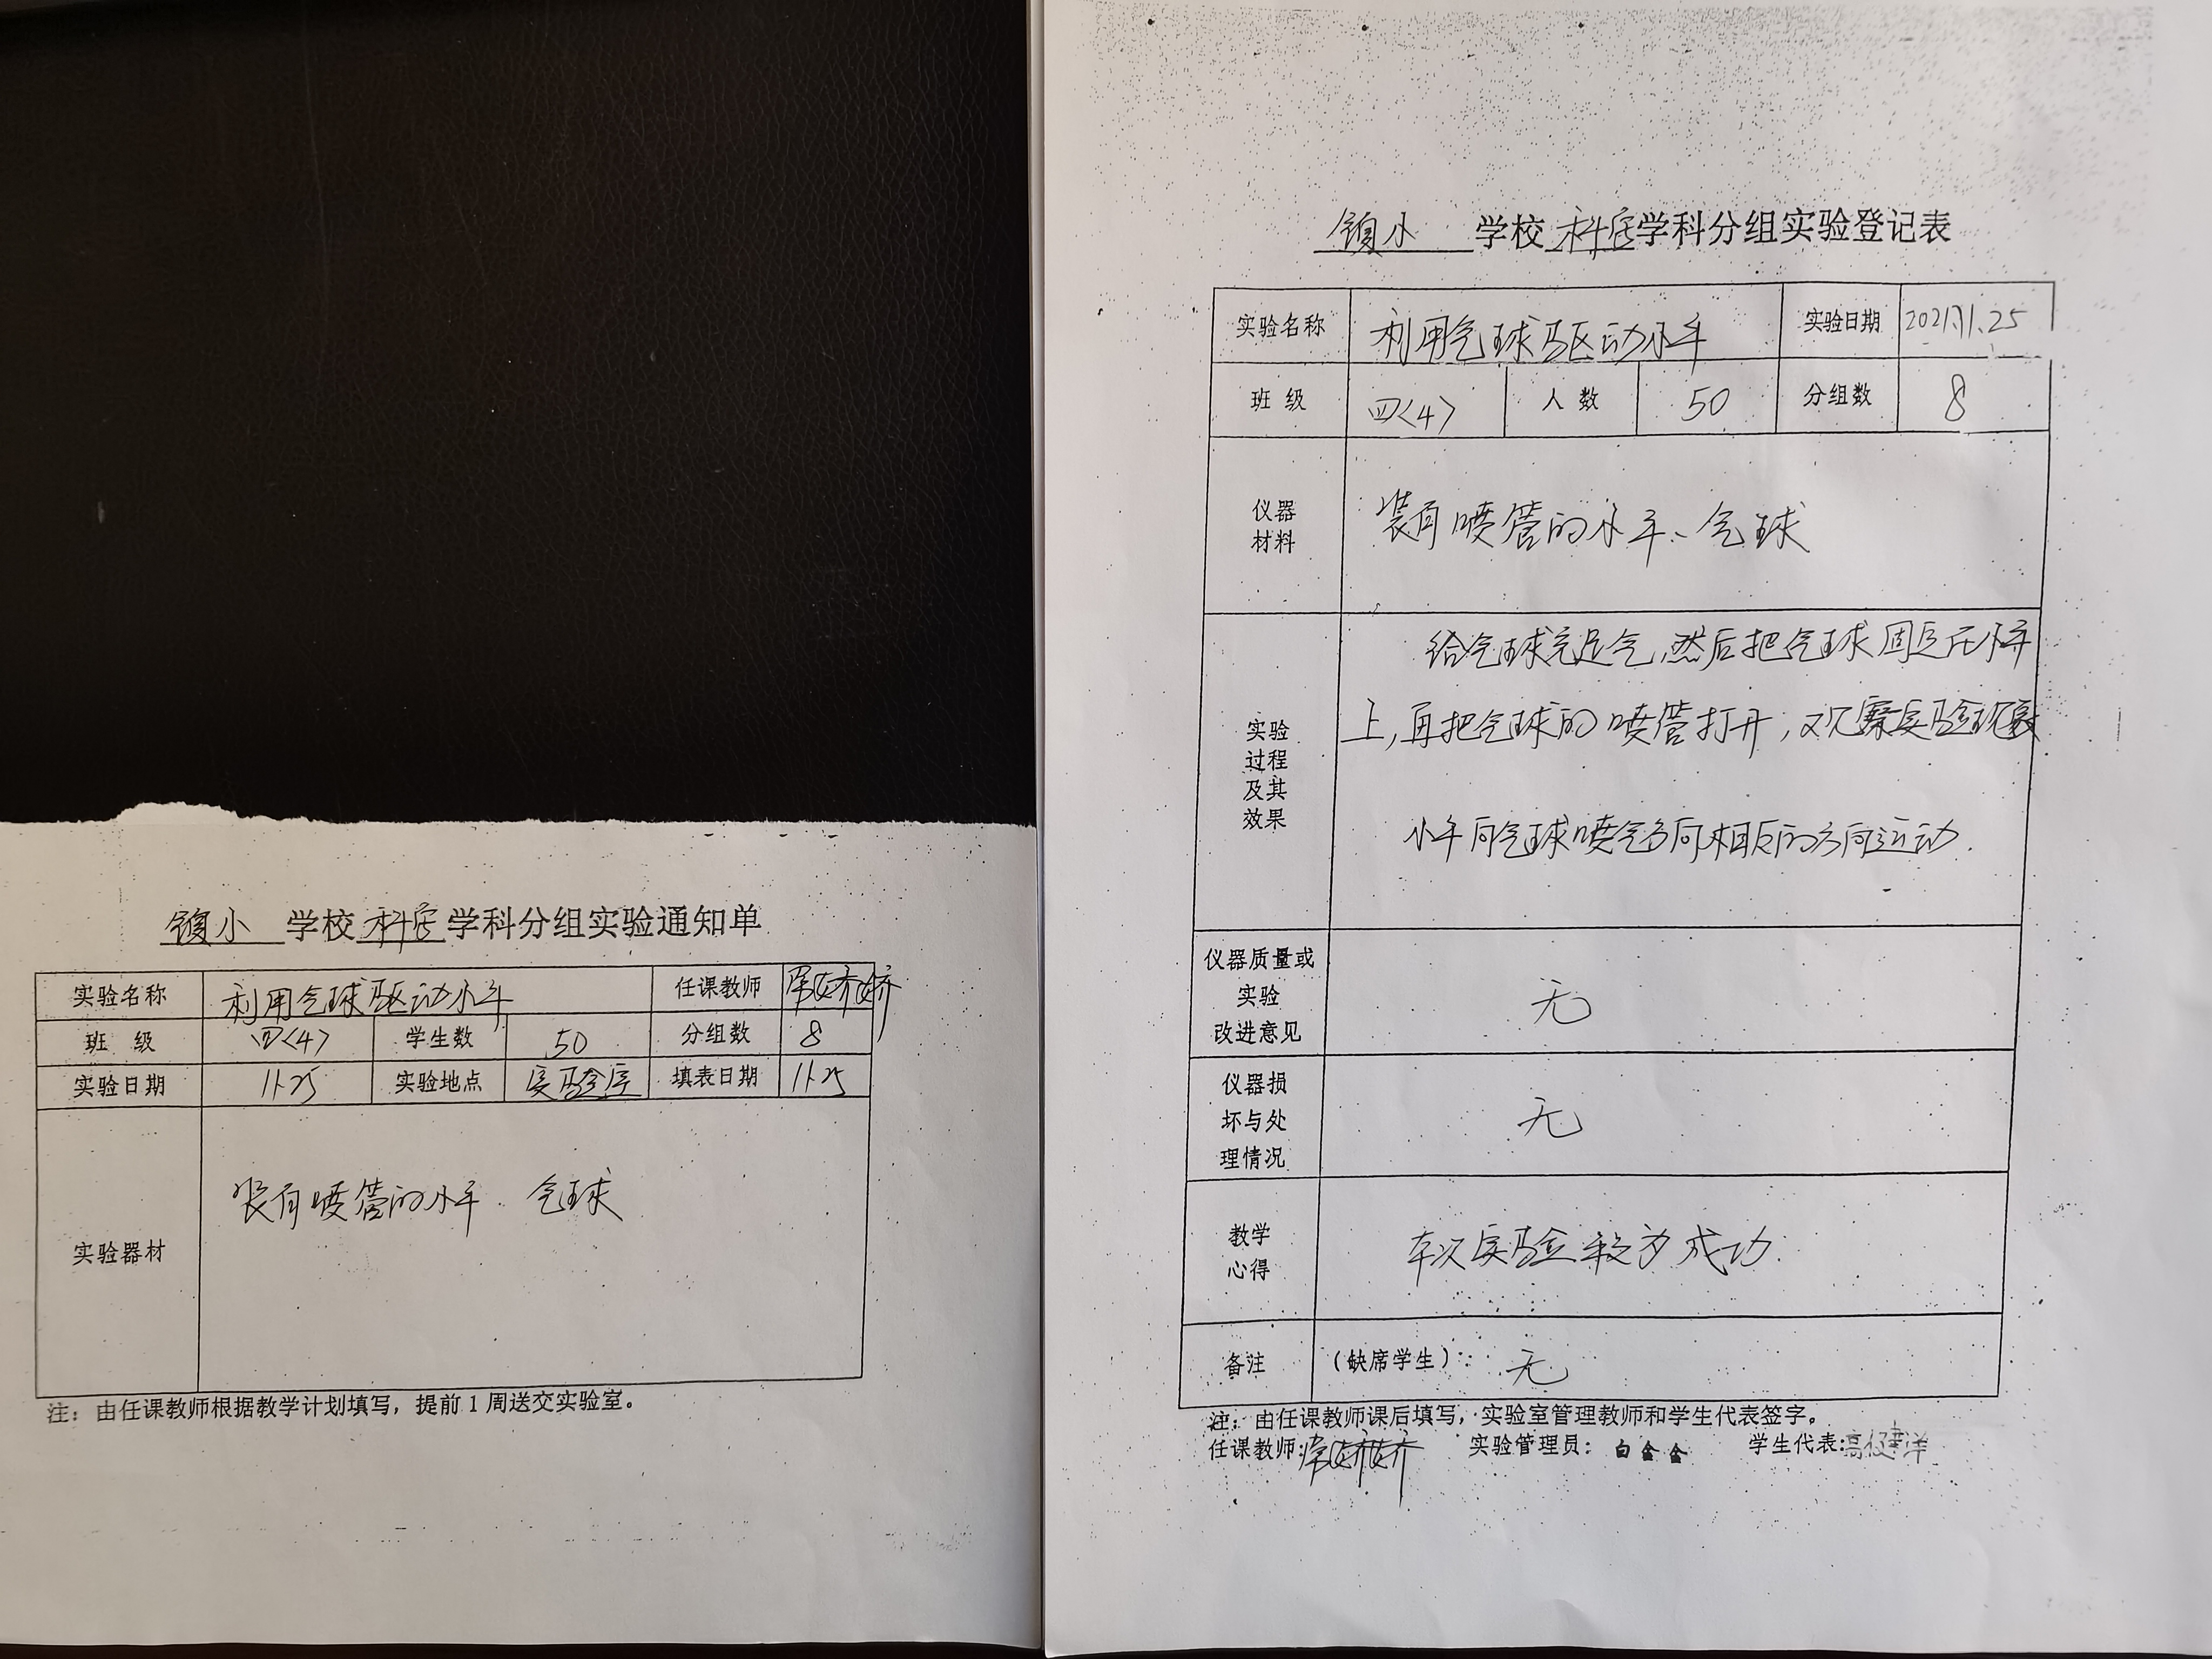 镇小 学校 科学 学科分组实验通知单
实验名称 利用气球驱动小车 任课教师 常娇娇
班 级 四<4> 学生数 50 分组数 8
实验日期 11.25 实验地点 实验室 填表日期 11.25
实验器材 装有喷管的小车、气球
注：由任课教师根据教学计划填写，提前1周送交实验室。
镇小 学校 科学 学科分组实验登记表
实验名称 利用气球驱动小车 实验日期 2021.11.25
班 级 四<4> 人 数 50 分组数 8
仪器
材料
装有喷管的小车、气球
实验
过程
及其
效果
给气球充足气,然后把气球固定在小车
上,再把气球的喷管打开,观察实验现象
小车向气球喷气方向相反的方向运动.
仪器质量或
实验
改进意见
无
仪器损
坏与处
理情况
无
教学
心得
本次实验较为成功.
备注 (缺席学生): 无
注：由任课教师课后填写，实验室管理教师和学生代表签字。
任课教师: 常娇娇 实验管理员: 白金金 学生代表: 高健洋